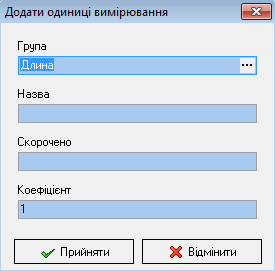 Додати одиниці вимірювання
Група
Длина
...
Назва
Скорочено
Коефіцієнт
1
Прийняти
Відмінити